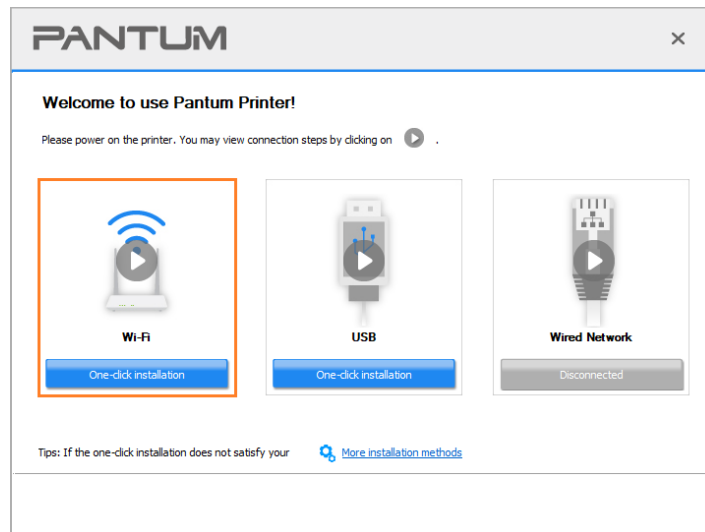 PANTUM
Welcome to use Pantum Printer!
Please power on the printer. You may view connection steps by clicking on .
Wi-Fi
USB
Wired Network
One-click installation
One-click installation
Disconnected
Tips: If the one-click installation does not satisfy your More installation methods